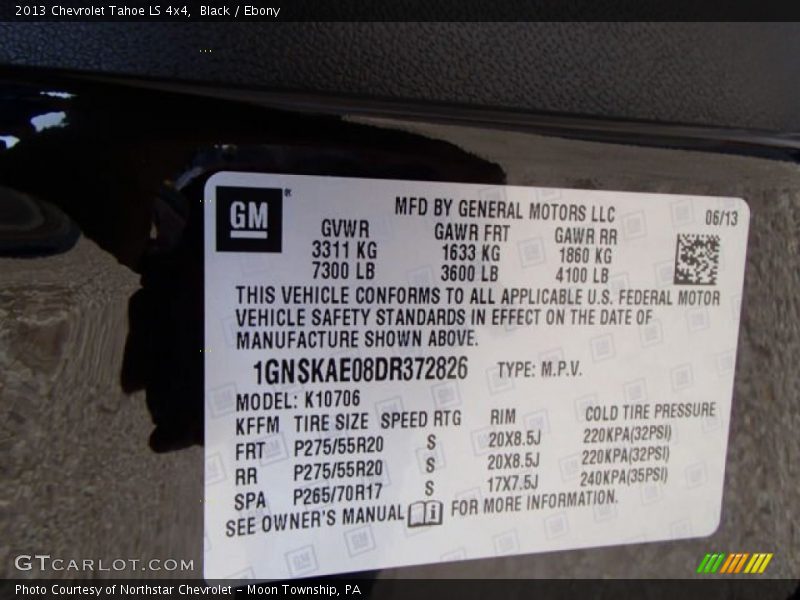 2013 Chevrolet Tahoe LS 4x4, Black / Ebony
GM ®
MFD BY GENERAL MOTORS LLC 06/13
GVWR GAWR FRT GAWR RR
3311 KG 1633 KG 1860 KG
7300 LB 3600 LB 4100 LB
THIS VEHICLE CONFORMS TO ALL APPLICABLE U.S. FEDERAL MOTOR
VEHICLE SAFETY STANDARDS IN EFFECT ON THE DATE OF
MANUFACTURE SHOWN ABOVE.
1GNSKAE08DR372826 TYPE: M.P.V.
MODEL: K10706
KFFM TIRE SIZE SPEED RTG RIM COLD TIRE PRESSURE
FRT P275/55R20 S 20X8.5J 220KPA(32PSI)
RR P275/55R20 S 20X8.5J 220KPA(32PSI)
SPA P265/70R17 S 17X7.5J 240KPA(35PSI)
SEE OWNER'S MANUAL FOR MORE INFORMATION.
GTCARLOT.COM
Photo Courtesy of Northstar Chevrolet - Moon Township, PA